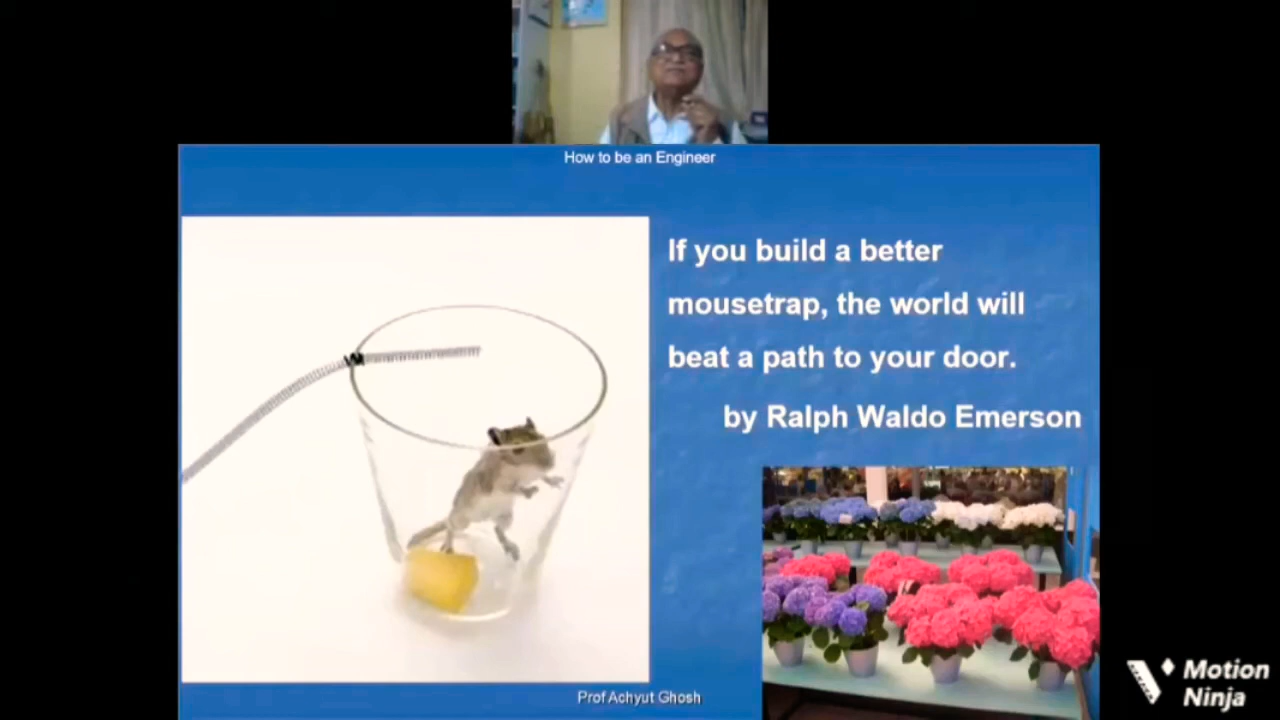 How to be an Engineer
If you build a better
mousetrap, the world will
beat a path to your door.
by Ralph Waldo Emerson
Prof Achyut Ghosh
Motion
Ninja